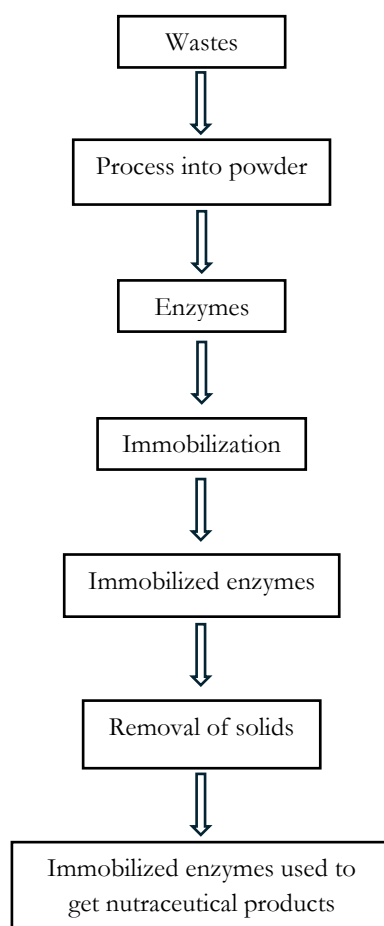 Wastes
Process into powder
Enzymes
Immobilization
Immobilized enzymes
Removal of solids
Immobilized enzymes used to
get nutraceutical products